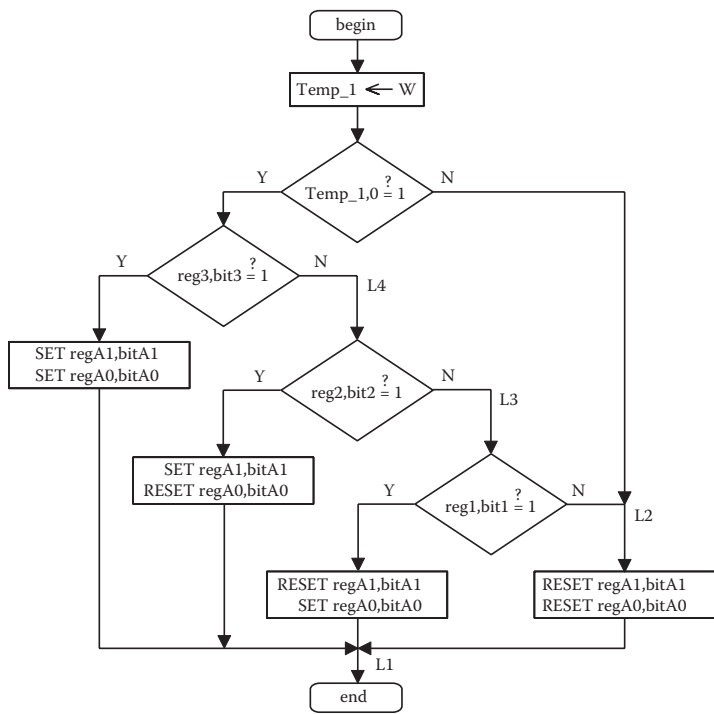 begin
Temp_1 ← W
Temp_1,0 ≟ 1
Y
N
reg3,bit3 ≟ 1
Y
N
L4
SET regA1,bitA1
SET regA0,bitA0
reg2,bit2 ≟ 1
Y
N
L3
SET regA1,bitA1
RESET regA0,bitA0
reg1,bit1 ≟ 1
Y
N
L2
RESET regA1,bitA1
SET regA0,bitA0
RESET regA1,bitA1
RESET regA0,bitA0
L1
end